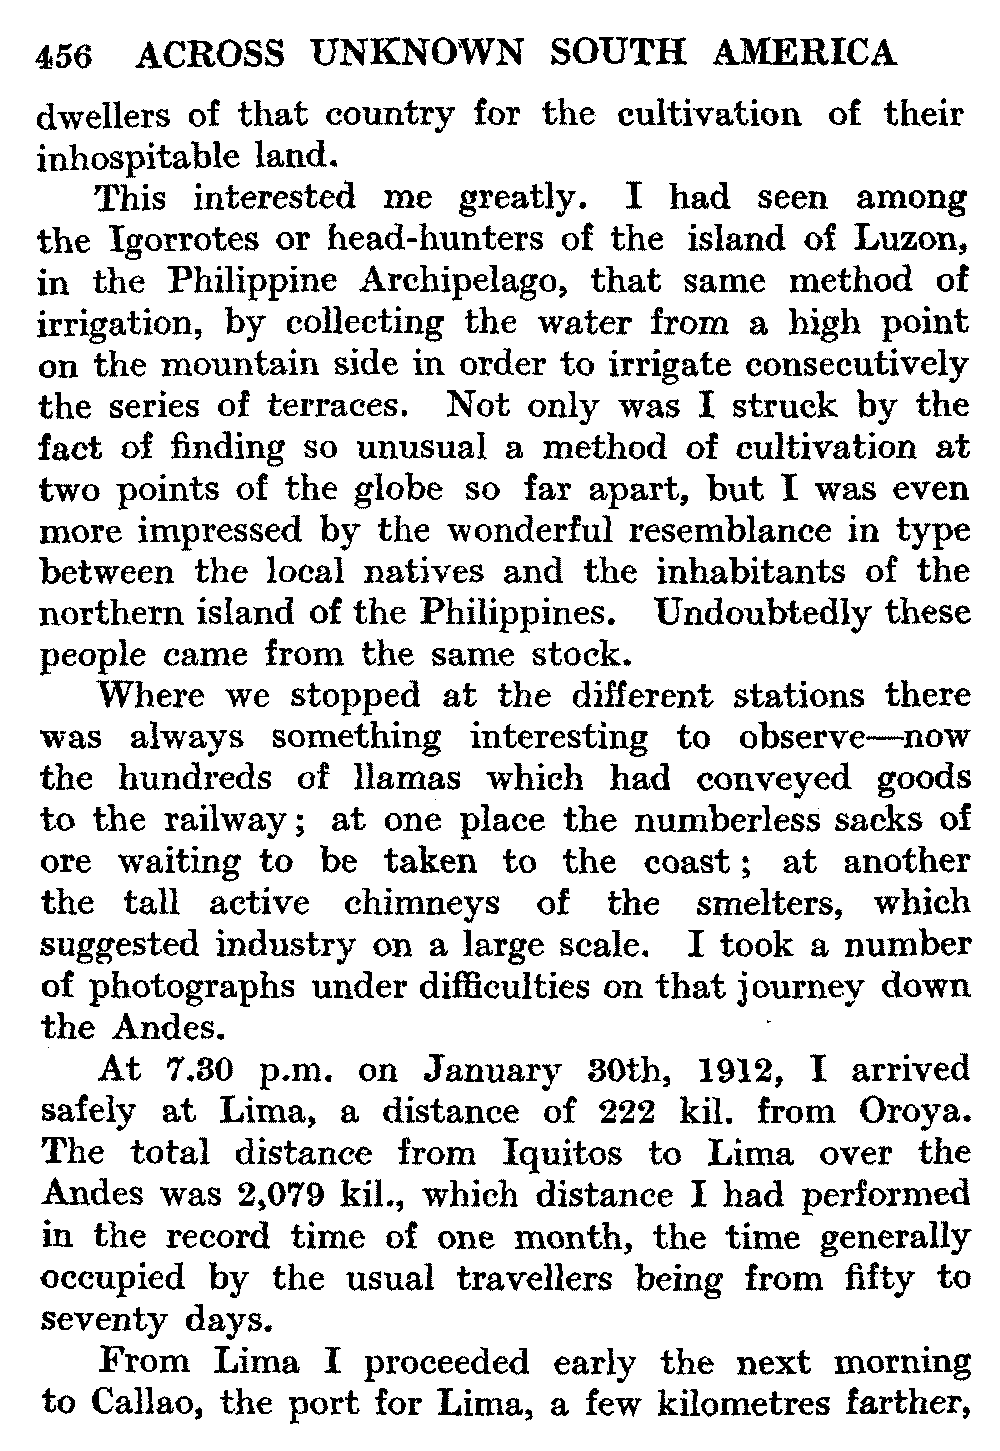 456 ACROSS UNKNOWN SOUTH AMERICA
dwellers of that country for the cultivation of their
inhospitable land.
This interested me greatly. I had seen among
the Igorrotes or head-hunters of the island of Luzon,
in the Philippine Archipelago, that same method of
irrigation, by collecting the water from a high point
on the mountain side in order to irrigate consecutively
the series of terraces. Not only was I struck by the
fact of finding so unusual a method of cultivation at
two points of the globe so far apart, but I was even
more impressed by the wonderful resemblance in type
between the local natives and the inhabitants of the
northern island of the Philippines. Undoubtedly these
people came from the same stock.
Where we stopped at the different stations there
was always something interesting to observe—now
the hundreds of llamas which had conveyed goods
to the railway; at one place the numberless sacks of
ore waiting to be taken to the coast; at another
the tall active chimneys of the smelters, which
suggested industry on a large scale. I took a number
of photographs under difficulties on that journey down
the Andes.
At 7.30 p.m. on January 30th, 1912, I arrived
safely at Lima, a distance of 222 kil. from Oroya.
The total distance from Iquitos to Lima over the
Andes was 2,079 kil., which distance I had performed
in the record time of one month, the time generally
occupied by the usual travellers being from fifty to
seventy days.
From Lima I proceeded early the next morning
to Callao, the port for Lima, a few kilometres farther,